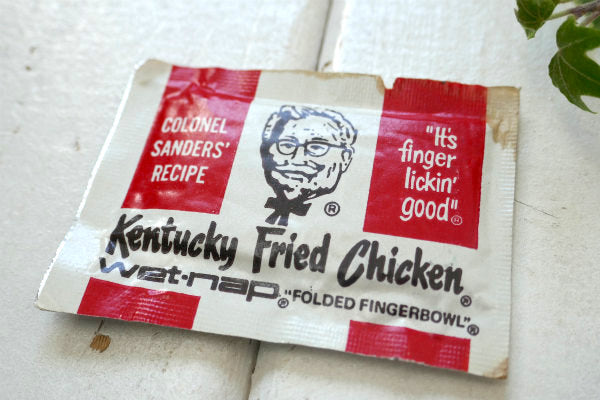 COLONEL
SANDERS'
RECIPE
®
"It's
finger
lickin'
good"®
Kentucky Fried Chicken®
wet-nap® "FOLDED FINGERBOWL"®